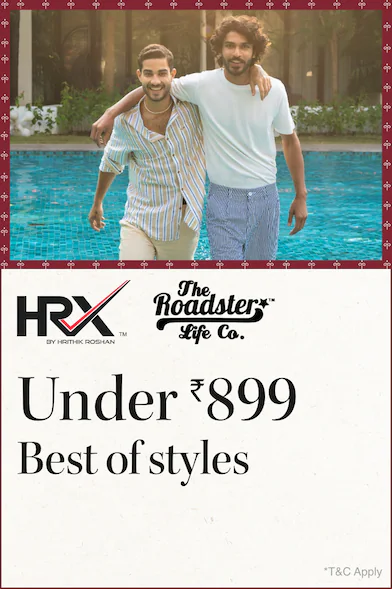 HRX
TM
BY HRITHIK ROSHAN
The
Roadster
TM
Life Co.
Under ₹899
Best of styles
*T&C Apply